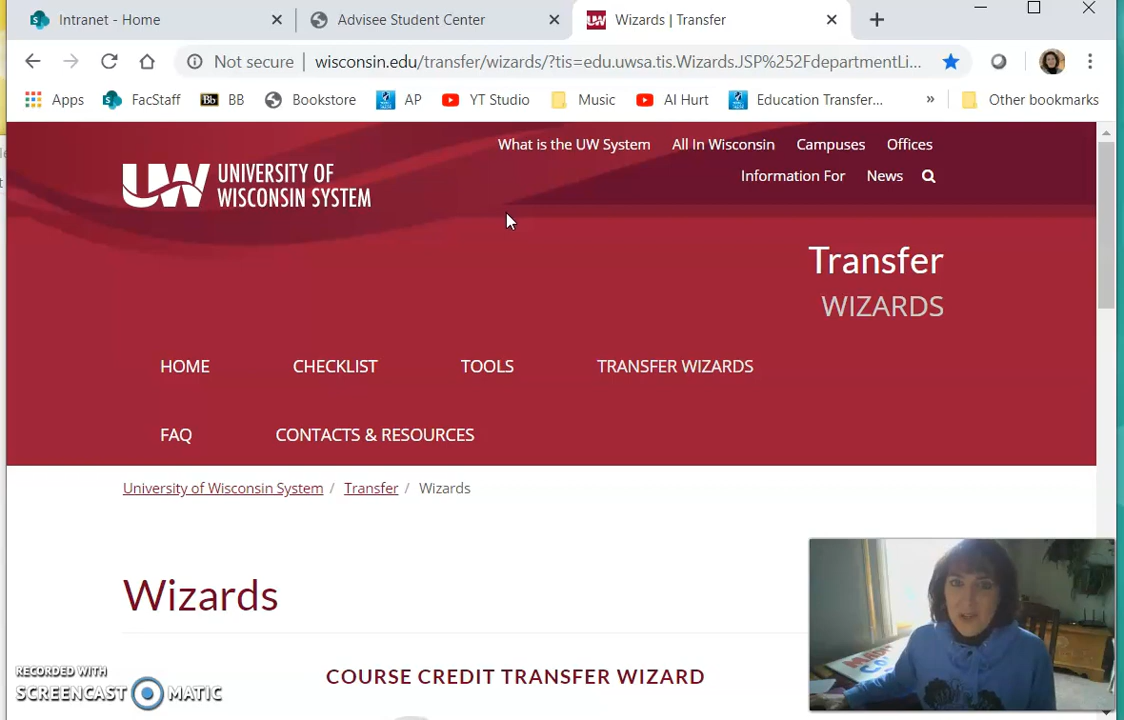 Intranet - Home
Advisee Student Center
Wizards | Transfer
Not secure
wisconsin.edu/transfer/wizards/?tis=edu.uwsa.tis.Wizards.JSP%252FdepartmentLi...
Apps
FacStaff
Bb BB
Bookstore
AP
YT Studio
Music
AI Hurt
Education Transfer...
»
Other bookmarks
UW UNIVERSITY OF
WISCONSIN SYSTEM
What is the UW System
All In Wisconsin
Campuses
Offices
Information For
News
Transfer
WIZARDS
HOME
CHECKLIST
TOOLS
TRANSFER WIZARDS
FAQ
CONTACTS & RESOURCES
University of Wisconsin System / Transfer / Wizards
Wizards
COURSE CREDIT TRANSFER WIZARD
RECORDED WITH
SCREENCAST MATIC